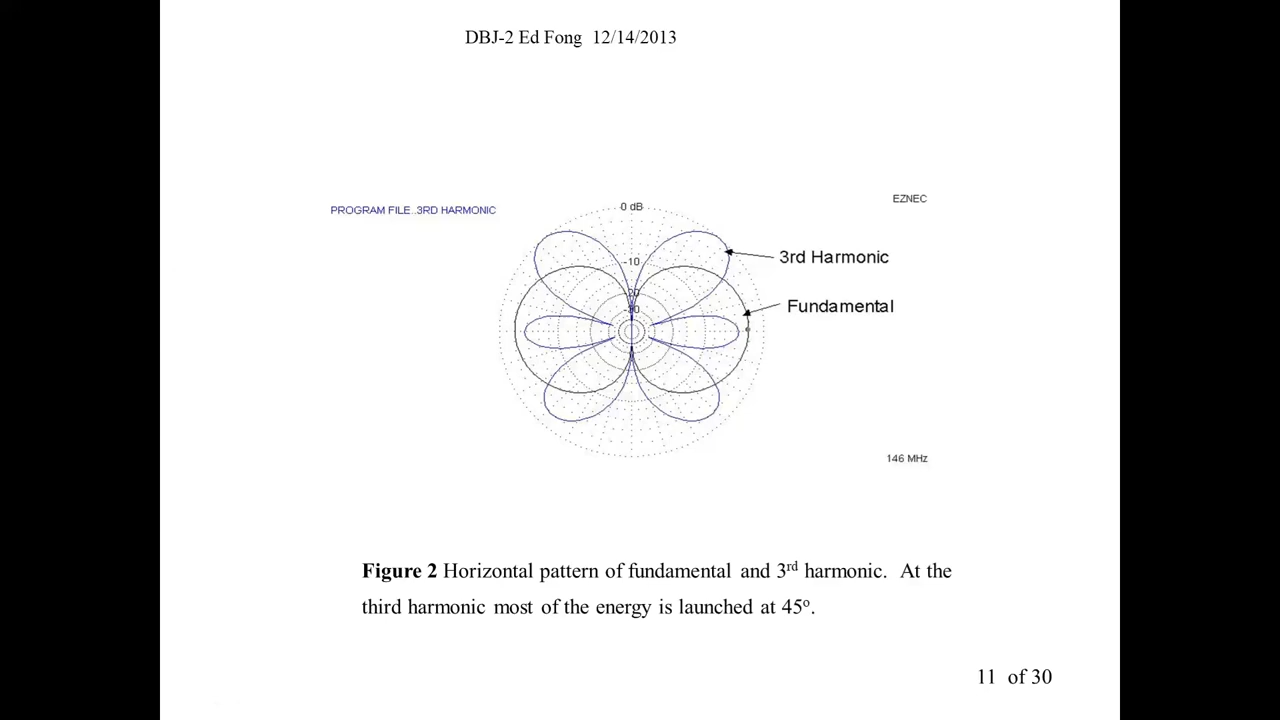 DBJ-2 Ed Fong 12/14/2013
PROGRAM FILE..3RD HARMONIC
0 dB
EZNEC
-10
3rd Harmonic
-20
-30
Fundamental
146 MHz
Figure 2 Horizontal pattern of fundamental and 3rd harmonic. At the
third harmonic most of the energy is launched at 45o.
11 of 30